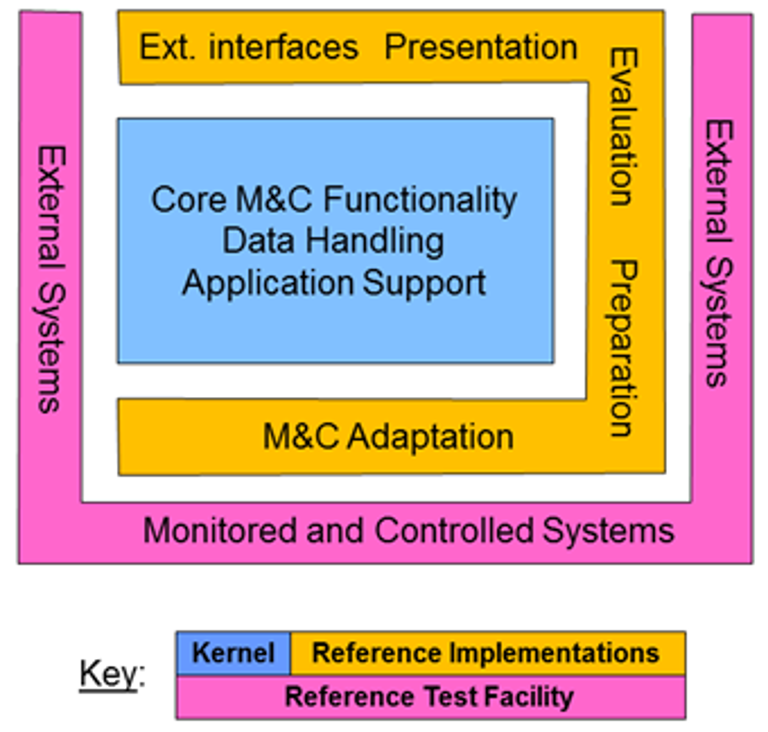 Ext. interfaces Presentation
Evaluation Preparation
External Systems
Core M&C Functionality
Data Handling
Application Support
External Systems
M&C Adaptation
Monitored and Controlled Systems
Key:
Kernel Reference Implementations
Reference Test Facility